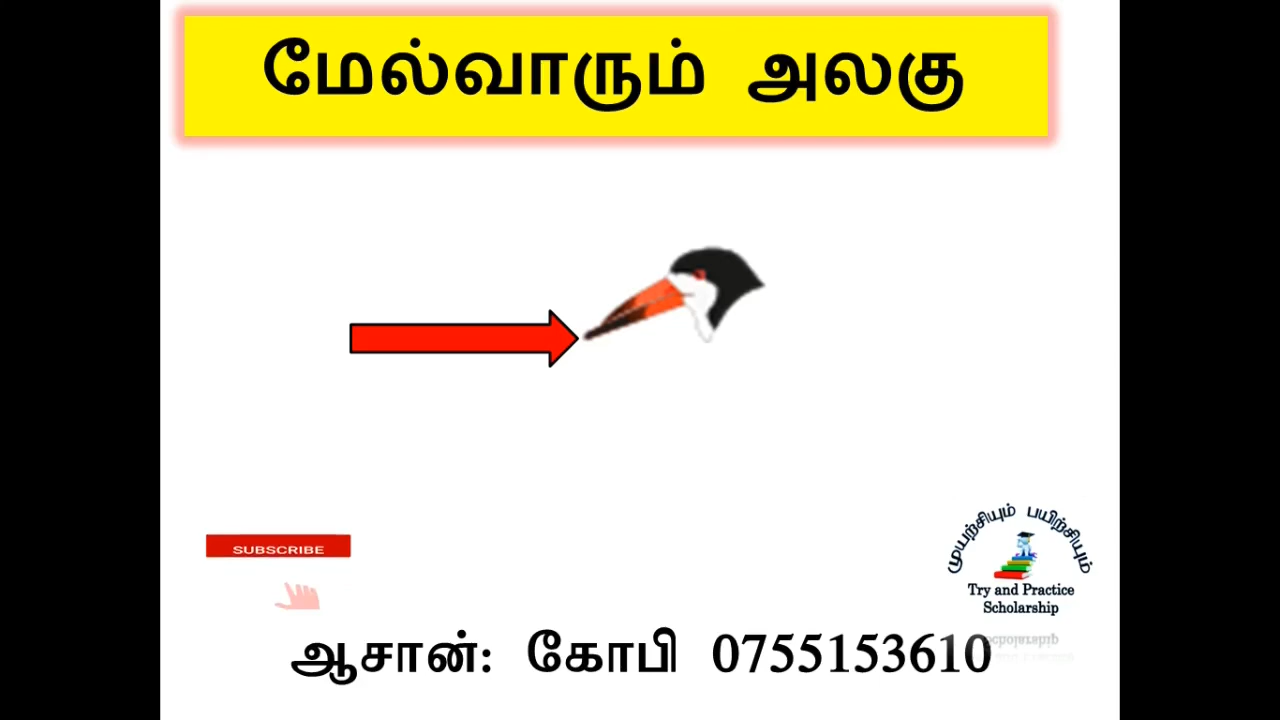 மேல்வாரும் அலகு
SUBSCRIBE
முயற்சியும் பயிற்சியும்
Try and Practice
Scholarship
ஆசான்: கோபி 0755153610